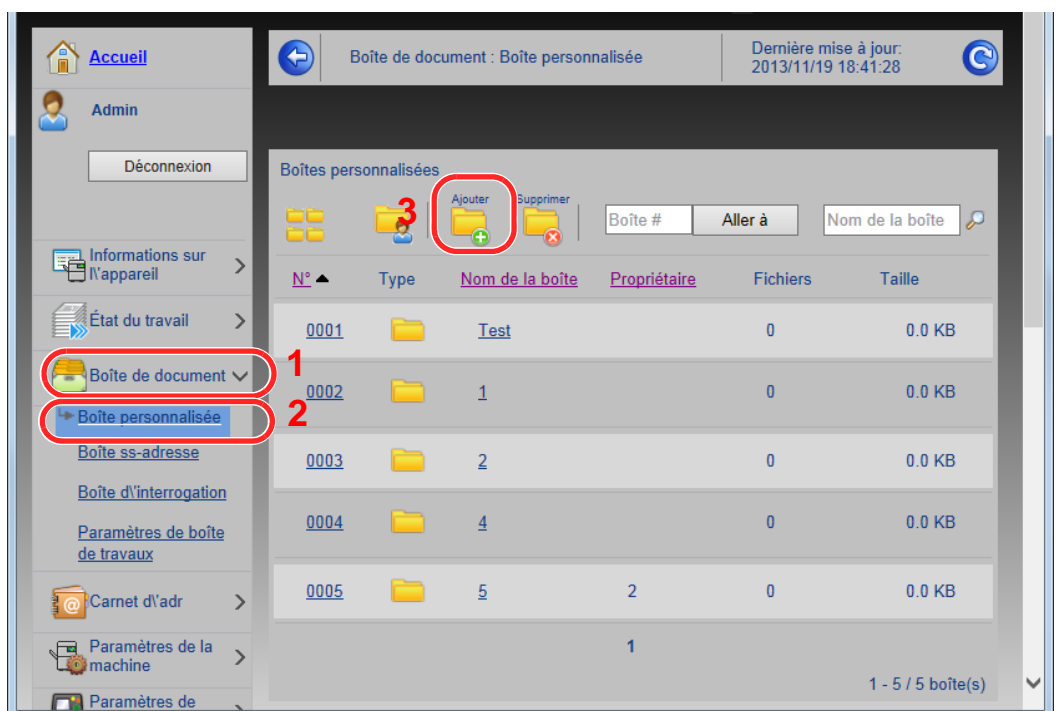 Accueil
Admin
Déconnexion
Informations sur
l\'appareil
État du travail
Boîte de document
1
Boîte personnalisée
2
Boîte ss-adresse
Boîte d\'interrogation
Paramètres de boîte
de travaux
Carnet d\'adr
Paramètres de la
machine
Paramètres de
Boîte de document : Boîte personnalisée
Dernière mise à jour:
2013/11/19 18:41:28
Boîtes personnalisées
3
Ajouter
Supprimer
Boîte #
Aller à
Nom de la boîte
N° Type Nom de la boîte Propriétaire Fichiers Taille
0001 Test 0 0.0 KB
0002 1 0 0.0 KB
0003 2 0 0.0 KB
0004 4 0 0.0 KB
0005 5 2 0 0.0 KB
1
1 - 5 / 5 boîte(s)